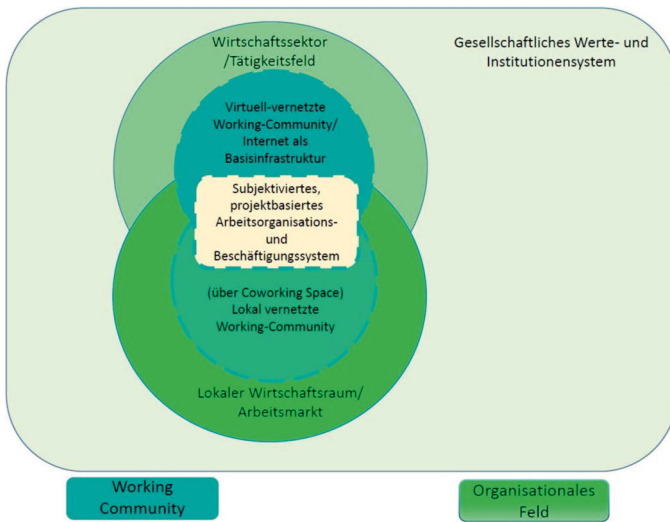 Wirtschaftssektor
/Tätigkeitsfeld
Gesellschaftliches Werte- und
Institutionensystem
Virtuell-vernetzte
Working-Community/
Internet als
Basisinfrastruktur
Subjektiviertes,
projektbasiertes
Arbeitsorganisations-
und
Beschäftigungssystem
(über Coworking Space)
Lokal vernetzte
Working-Community
Lokaler Wirtschaftsraum/
Arbeitsmarkt
Working
Community
Organisationales
Feld